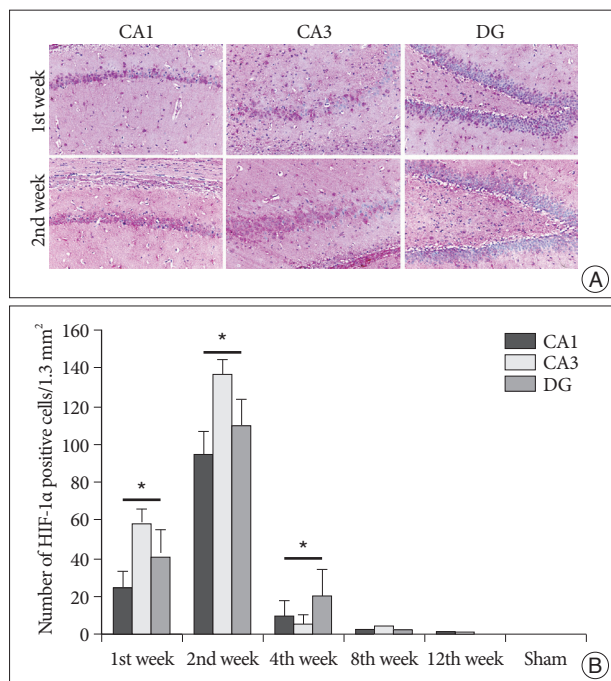 CA1 CA3 DG
1st week
2nd week
A
Number of HIF-1α positive cells/1.3 mm²
160
140
120
100
80
60
40
20
0
*
*
*
CA1
CA3
DG
1st week 2nd week 4th week 8th week 12th week Sham
B